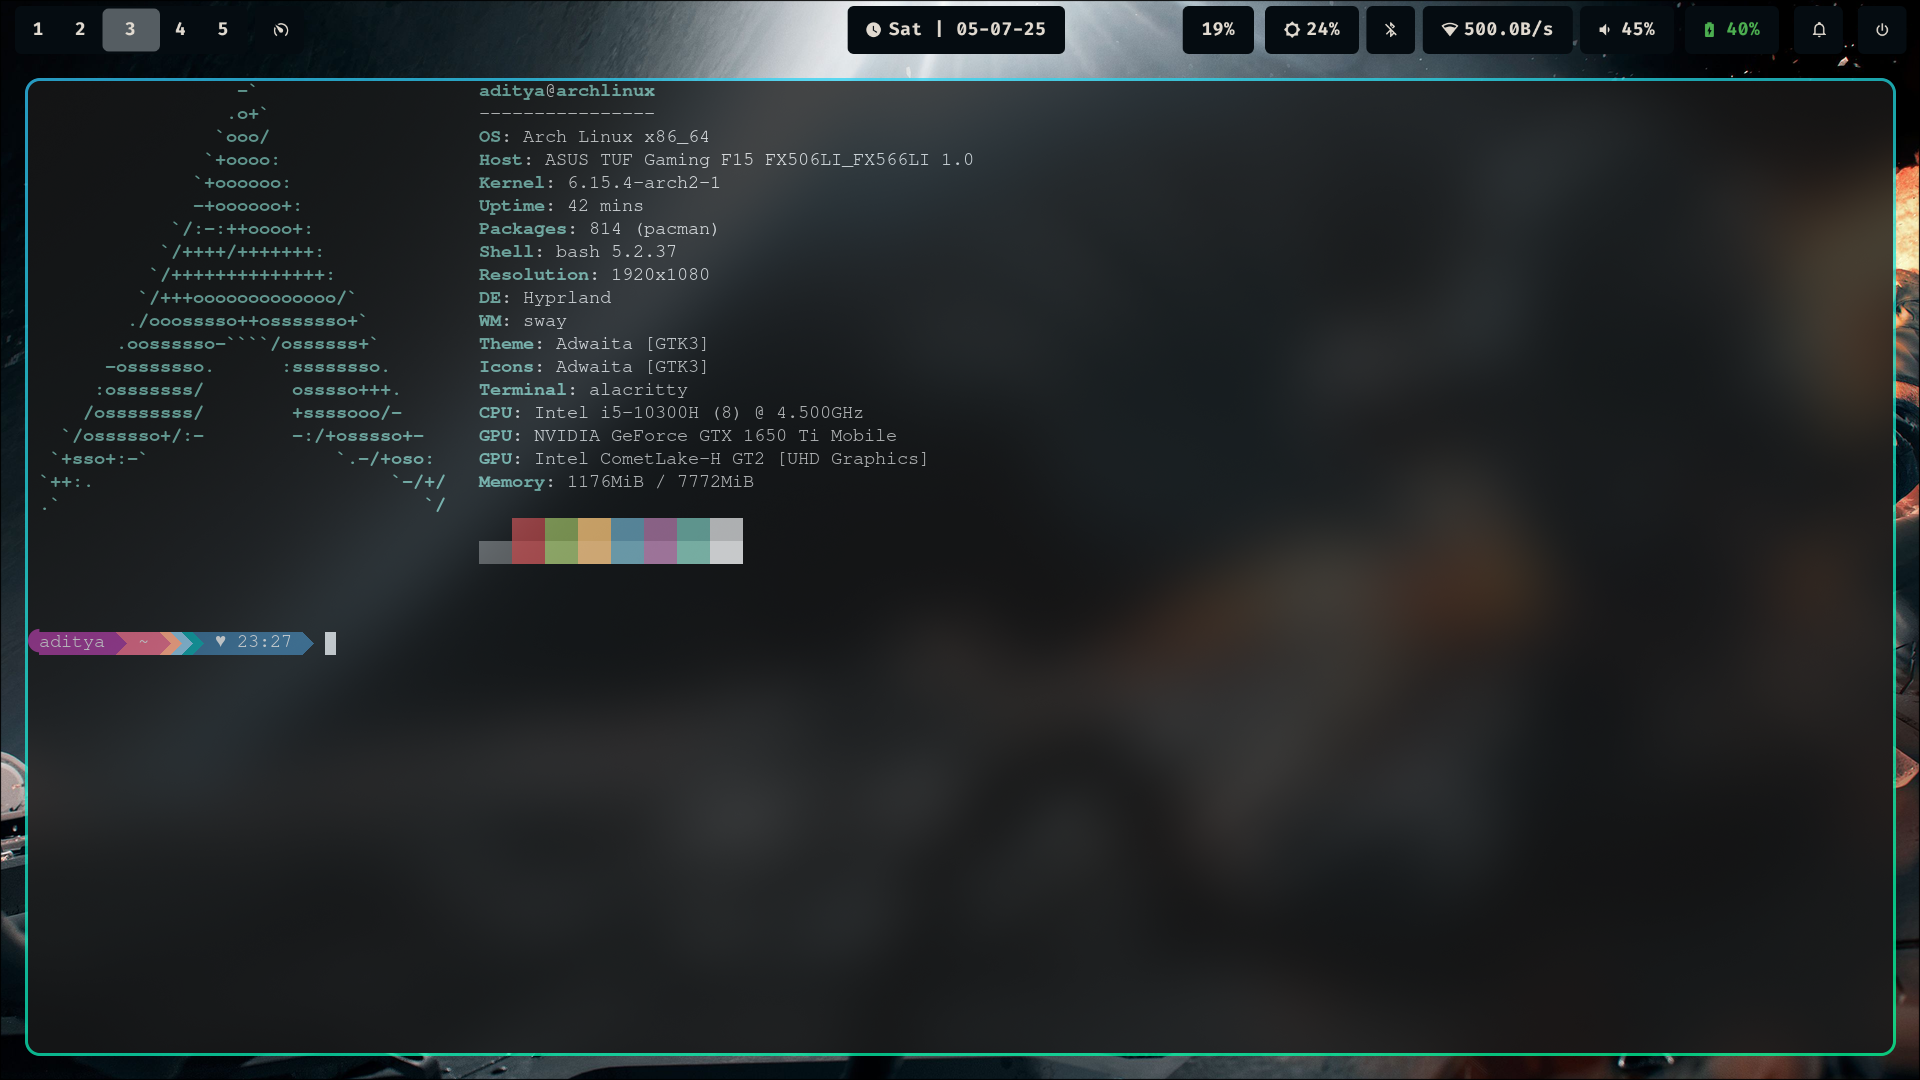 1 2 3 4 5 Sat | 05-07-25 19% 24% 500.0B/s 45% 40%
-`
.o+`
`ooo/
`+oooo:
`+oooooo:
-+oooooo+:
`/:-:++oooo+:
`/++++/+++++++:
`/++++++++++++++:
`/+++ooooooooooooo/`
./ooosssso++osssssso+`
.oossssso-````/ossssss+`
-osssssso. :ssssssso.
:osssssss/ osssso+++.
/ossssssss/ +ssssooo/-
`/ossssso+/:- -:/+osssso+-
`+sso+:-` `.-/+oso:
`++:. `-/+/
.` `/
aditya@archlinux
----------------
OS: Arch Linux x86_64
Host: ASUS TUF Gaming F15 FX506LI_FX566LI 1.0
Kernel: 6.15.4-arch2-1
Uptime: 42 mins
Packages: 814 (pacman)
Shell: bash 5.2.37
Resolution: 1920x1080
DE: Hyprland
WM: sway
Theme: Adwaita [GTK3]
Icons: Adwaita [GTK3]
Terminal: alacritty
CPU: Intel i5-10300H (8) @ 4.500GHz
GPU: NVIDIA GeForce GTX 1650 Ti Mobile
GPU: Intel CometLake-H GT2 [UHD Graphics]
Memory: 1176MiB / 7772MiB
aditya ~ ♥ 23:27